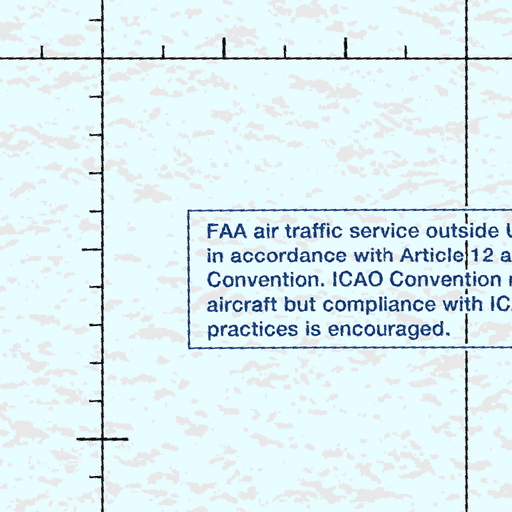 FAA air traffic service outside
in accordance with Article 12
Convention. ICAO Convention
aircraft but compliance with
practices is encouraged.